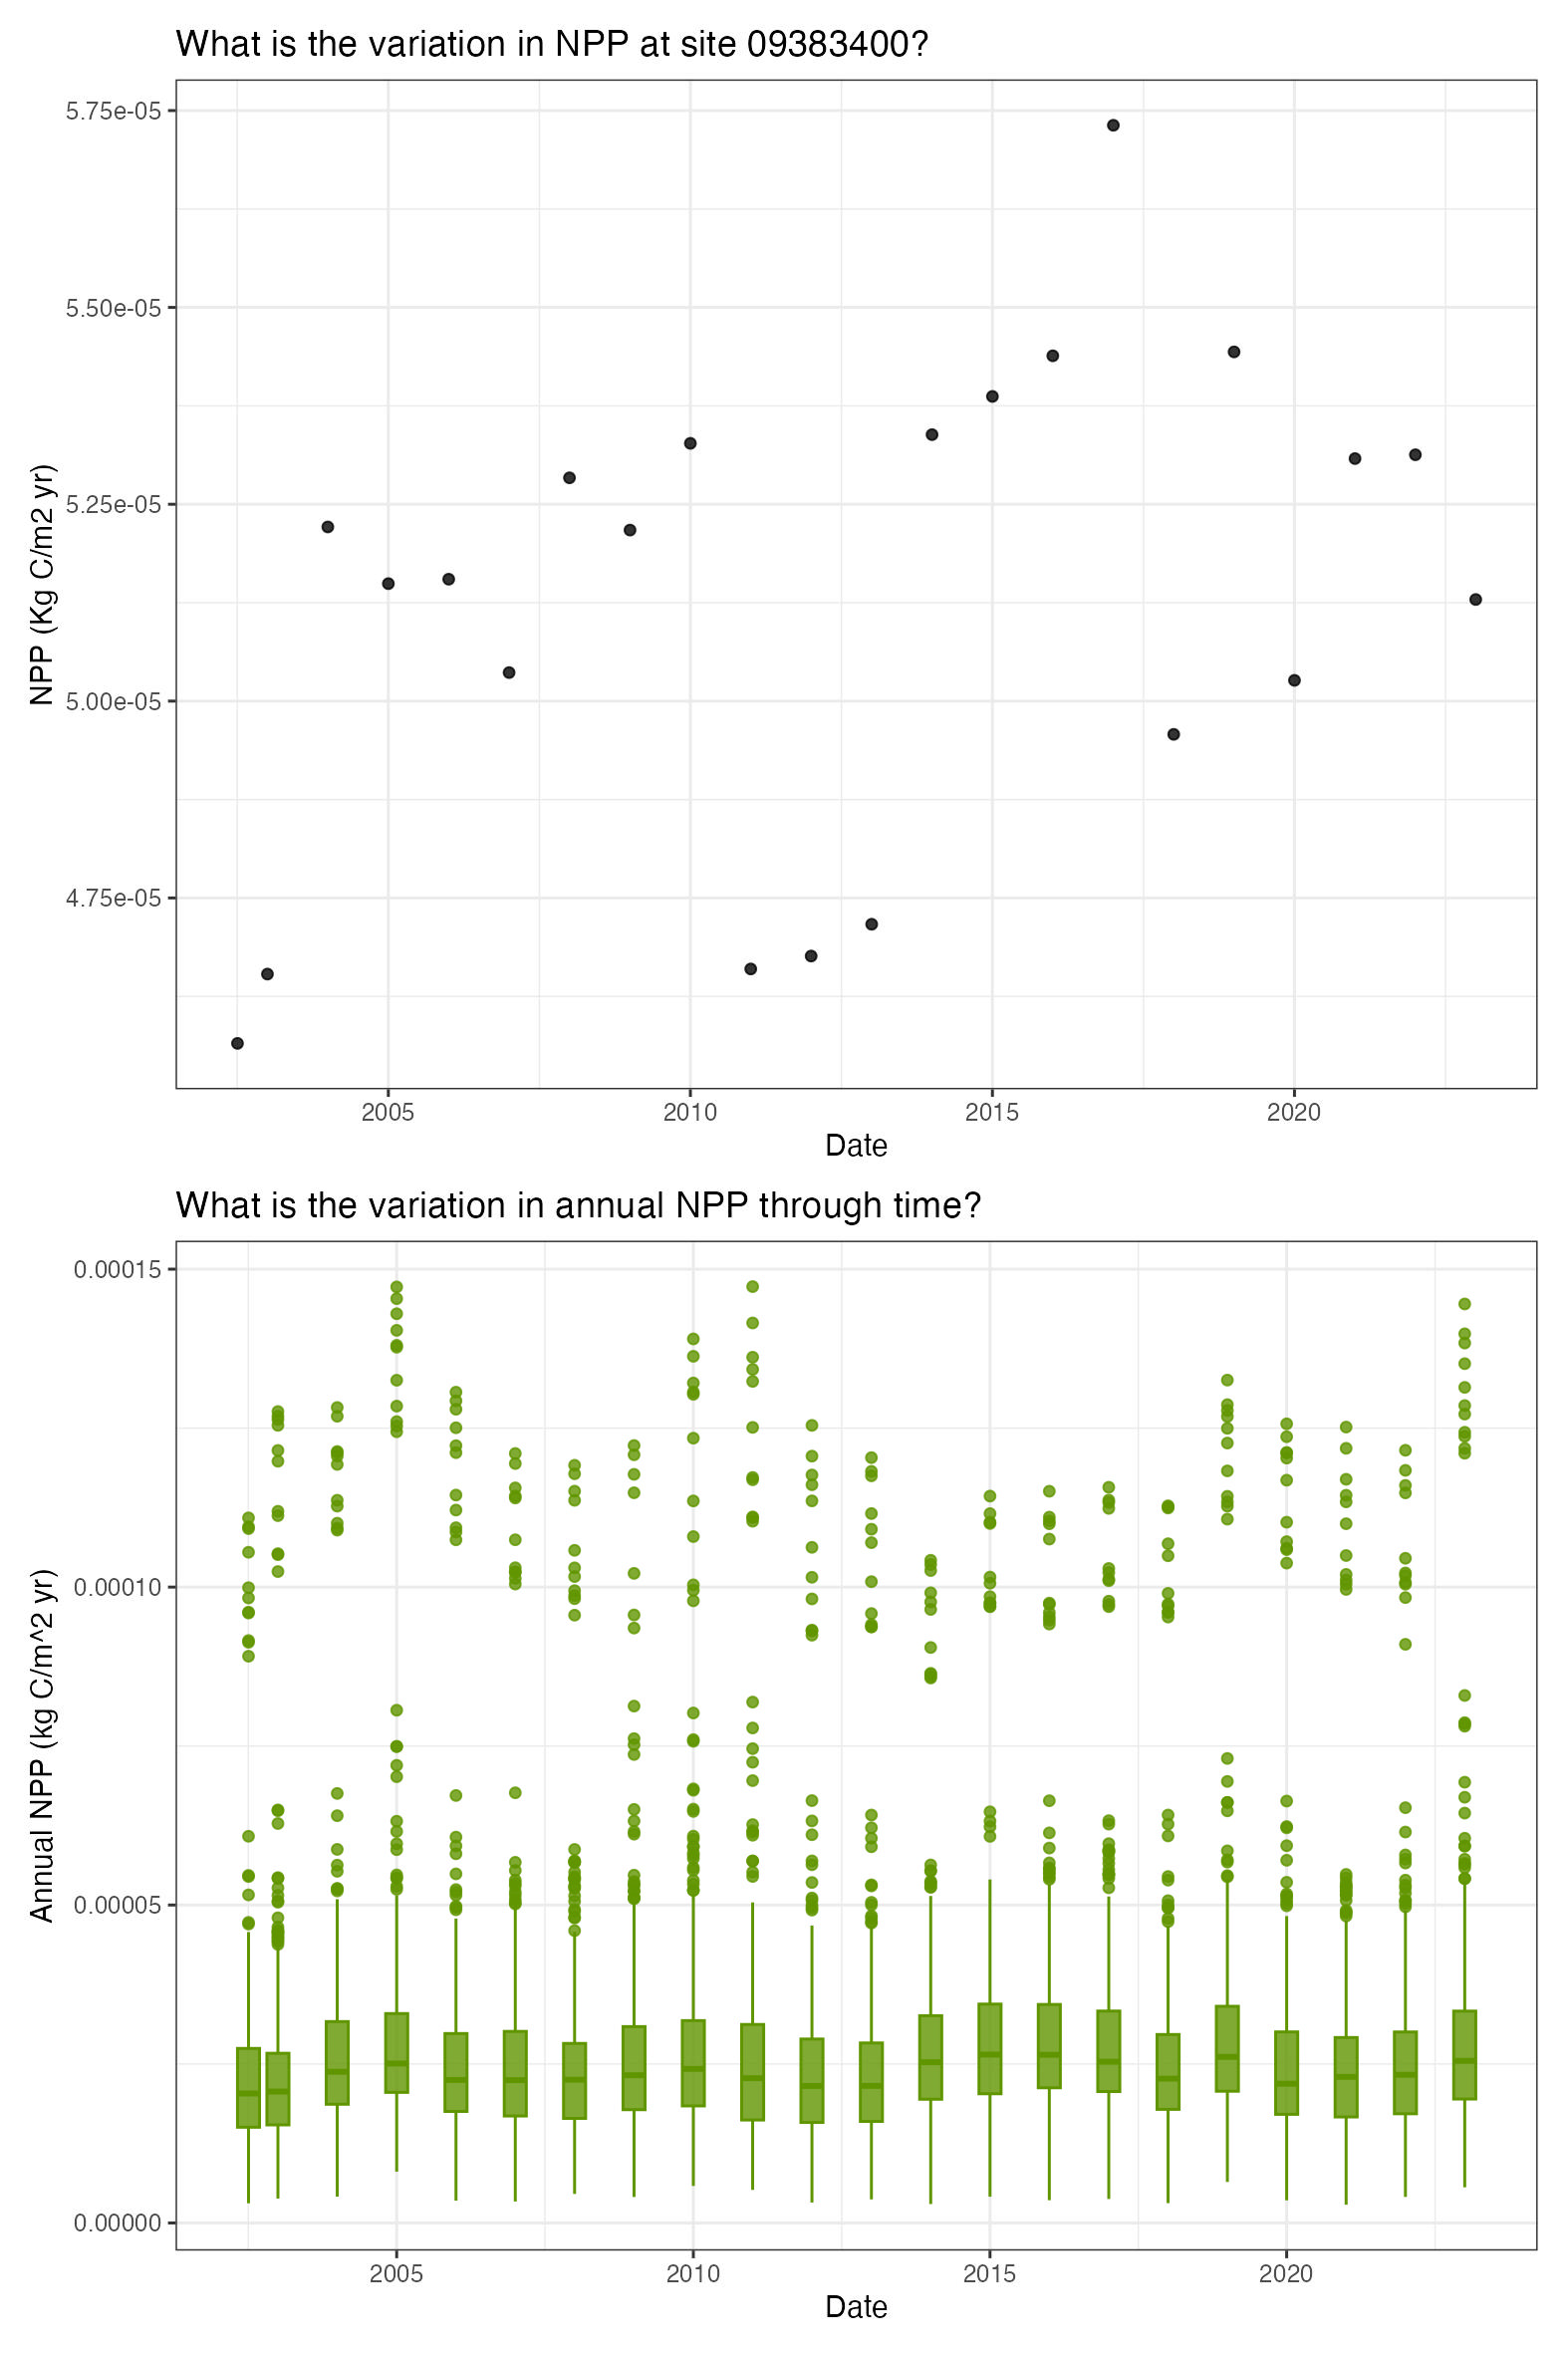 What is the variation in NPP at site 09383400?
5.75e-05
5.50e-05
5.25e-05
5.00e-05
4.75e-05
NPP (Kg C/m2 yr)
2005 2010 2015 2020
Date
What is the variation in annual NPP through time?
0.00015
0.00010
0.00005
0.00000
Annual NPP (kg C/m^2 yr)
2005 2010 2015 2020
Date